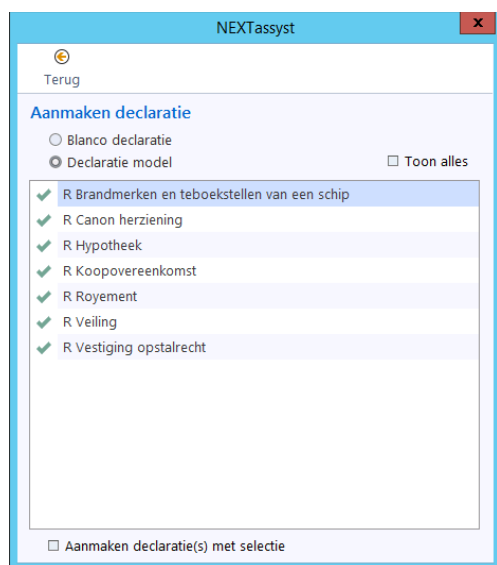 NEXTassyst
x
Terug
Aanmaken declaratie
Blanco declaratie
Declaratie model
Toon alles
R Brandmerken en teboekstellen van een schip
R Canon herziening
R Hypotheek
R Koopovereenkomst
R Royement
R Veiling
R Vestiging opstalrecht
Aanmaken declaratie(s) met selectie